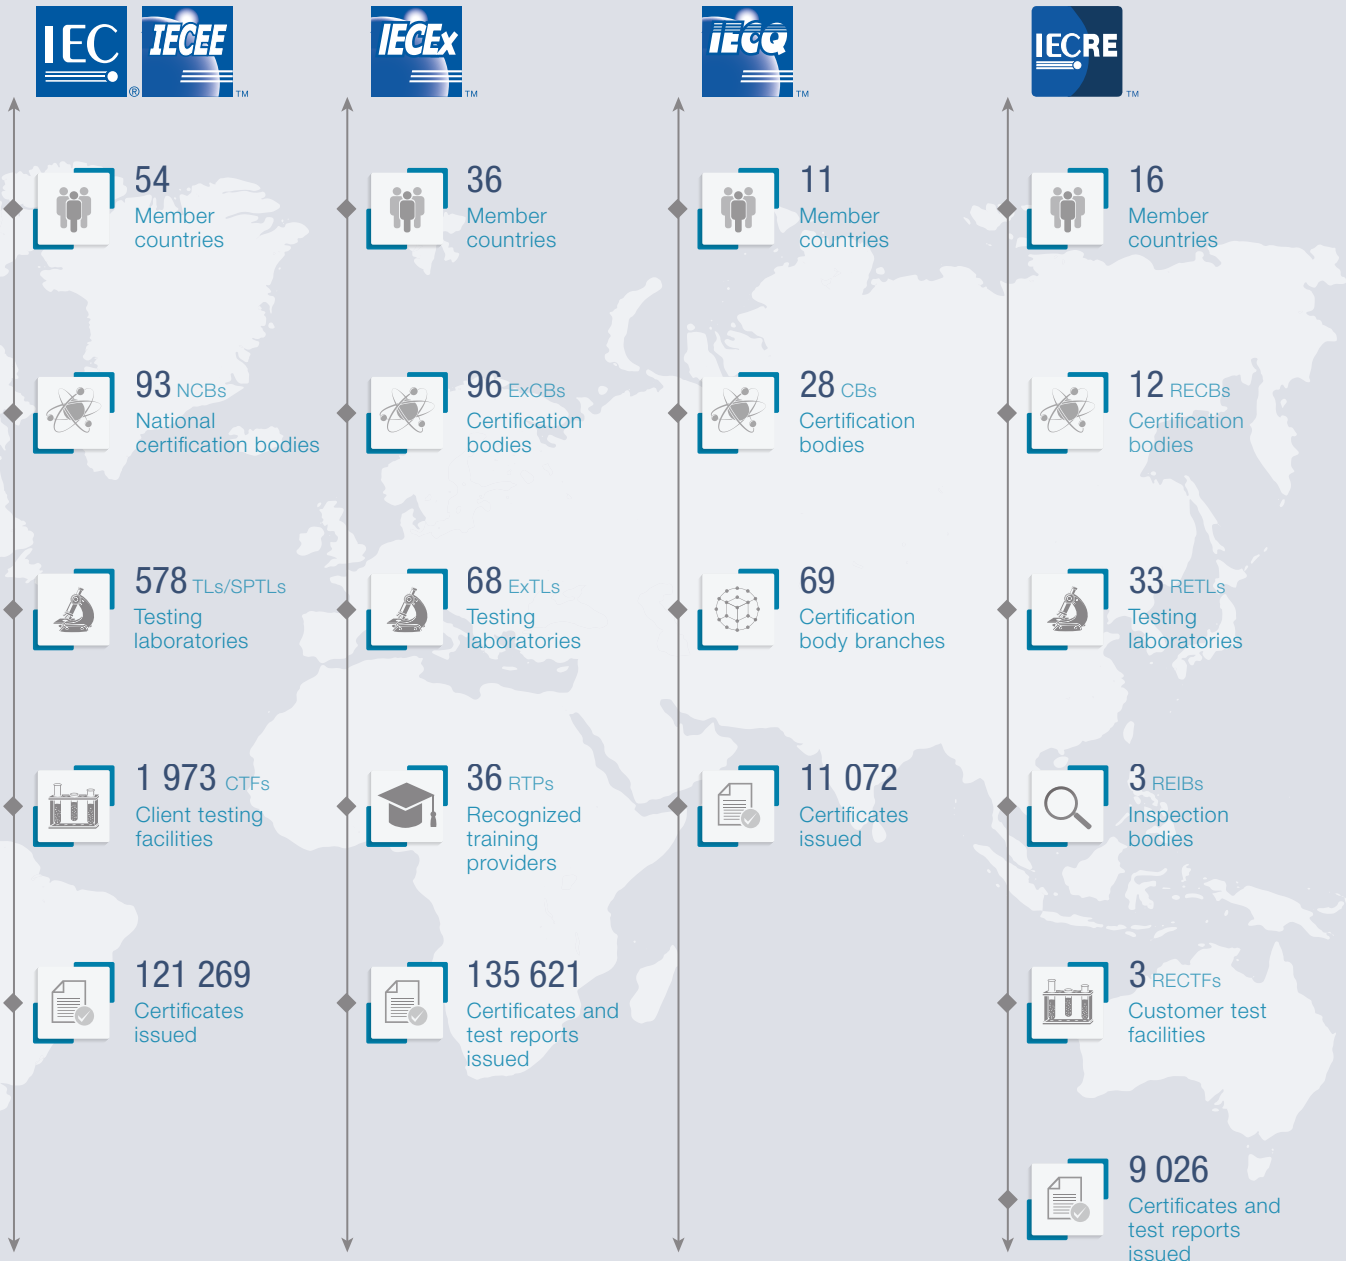 IEC
®
IECEE
TM
54
Member
countries
93 NCBs
National
certification bodies
578 TLs/SPTLs
Testing
laboratories
1 973 CTFs
Client testing
facilities
121 269
Certificates
issued
IECEx
TM
36
Member
countries
96 ExCBs
Certification
bodies
68 ExTLs
Testing
laboratories
36 RTPs
Recognized
training
providers
135 621
Certificates and
test reports
issued
IECQ
TM
11
Member
countries
28 CBs
Certification
bodies
69
Certification
body branches
11 072
Certificates
issued
IECRE
TM
16
Member
countries
12 RECBs
Certification
bodies
33 RETLs
Testing
laboratories
3 REIBs
Inspection
bodies
3 RECTFs
Customer test
facilities
9 026
Certificates and
test reports
issued